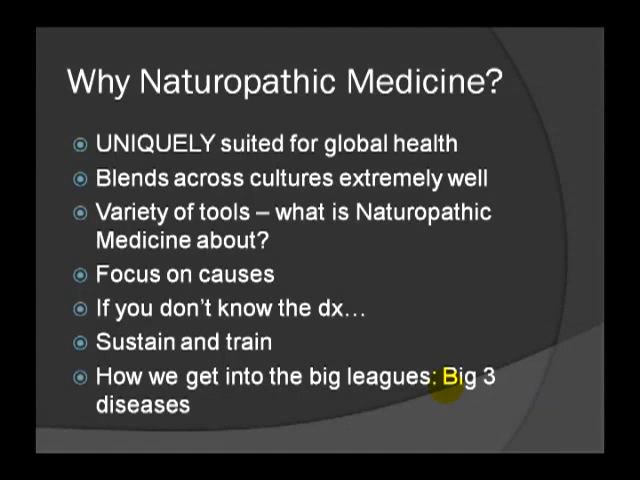 Why Naturopathic Medicine?
UNIQUELY suited for global health
Blends across cultures extremely well
Variety of tools – what is Naturopathic
Medicine about?
Focus on causes
If you don't know the dx…
Sustain and train
How we get into the big leagues: Big 3
diseases